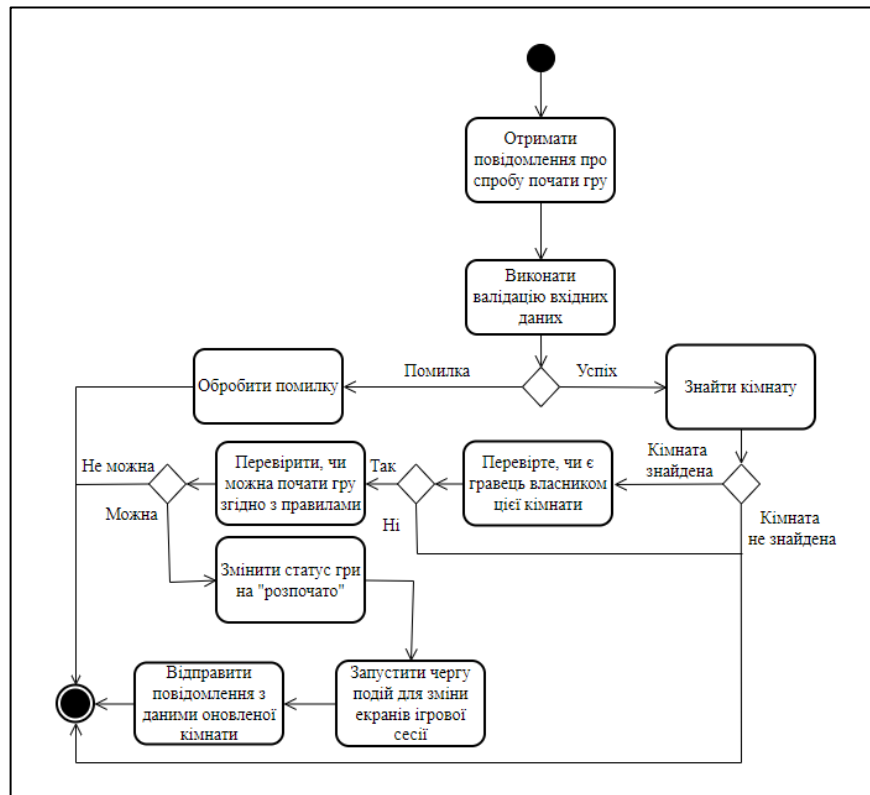 Отримати
повідомлення про
спробу почати гру
Виконати
валідацію вхідних
даних
Помилка
Успіх
Обробити помилку
Знайти кімнату
Кімната
знайдена
Кімната
не знайдена
Перевірте, чи є
гравець власником
цієї кімнати
Так
Ні
Перевірити, чи
можна почати гру
згідно з правилами
Не можна
Можна
Змінити статус гри
на "розпочато"
Запустити чергу
подій для зміни
екранів ігрової
сесії
Відправити
повідомлення з
даними оновленої
кімнати